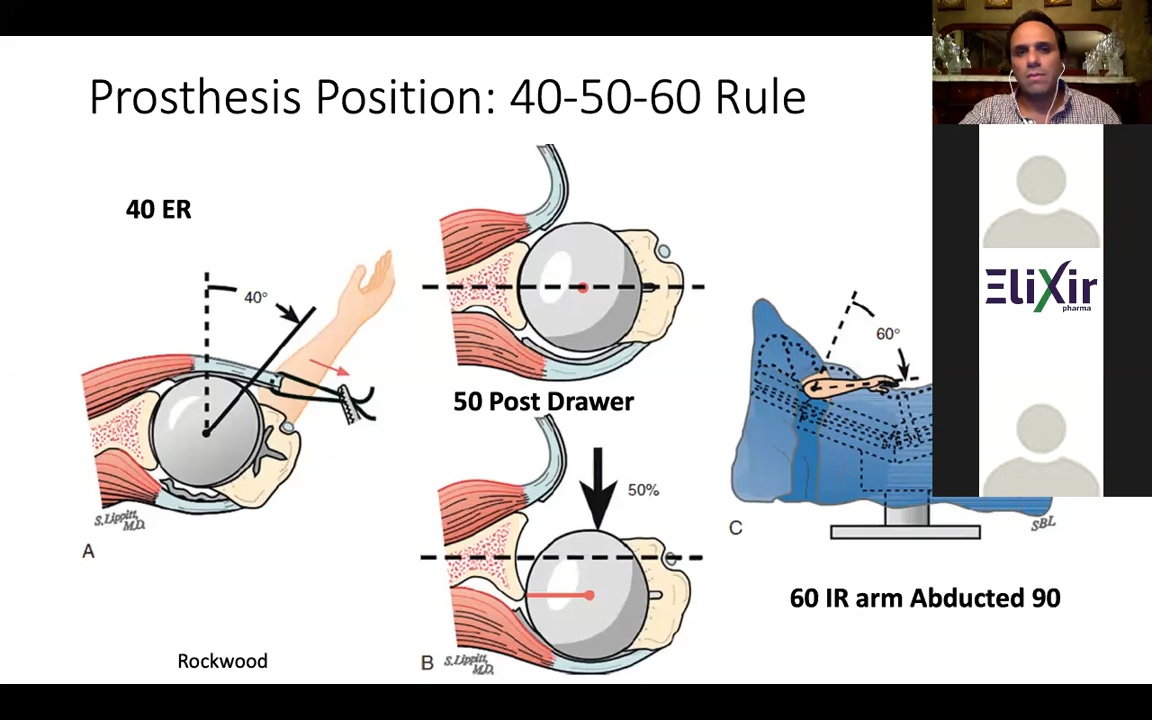 Prosthesis Position: 40-50-60 Rule
40 ER
40°
S. Lippitt,
M.D.
A
50 Post Drawer
50%
B
S. Lippitt,
M.D.
60°
C
SBL
60 IR arm Abducted 90
Rockwood
EliXir
pharma